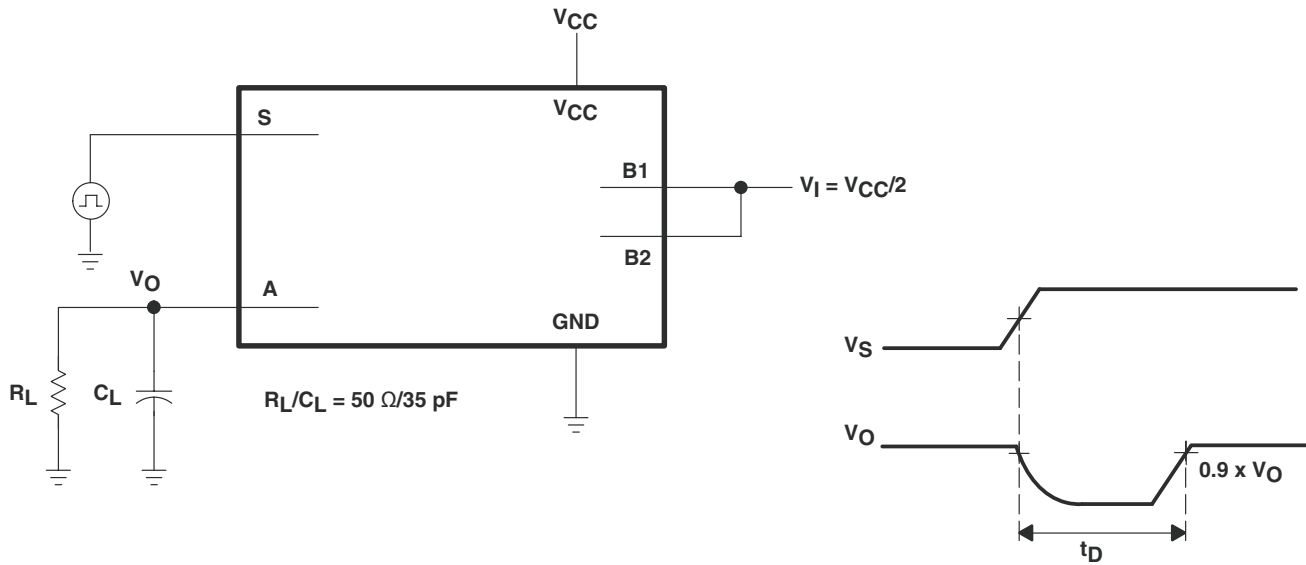 VCC
S
VCC
B1
VI = VCC/2
B2
VO
A
GND
RL
CL
RL/CL = 50 Ω/35 pF
VS
VO
0.9 x VO
tD